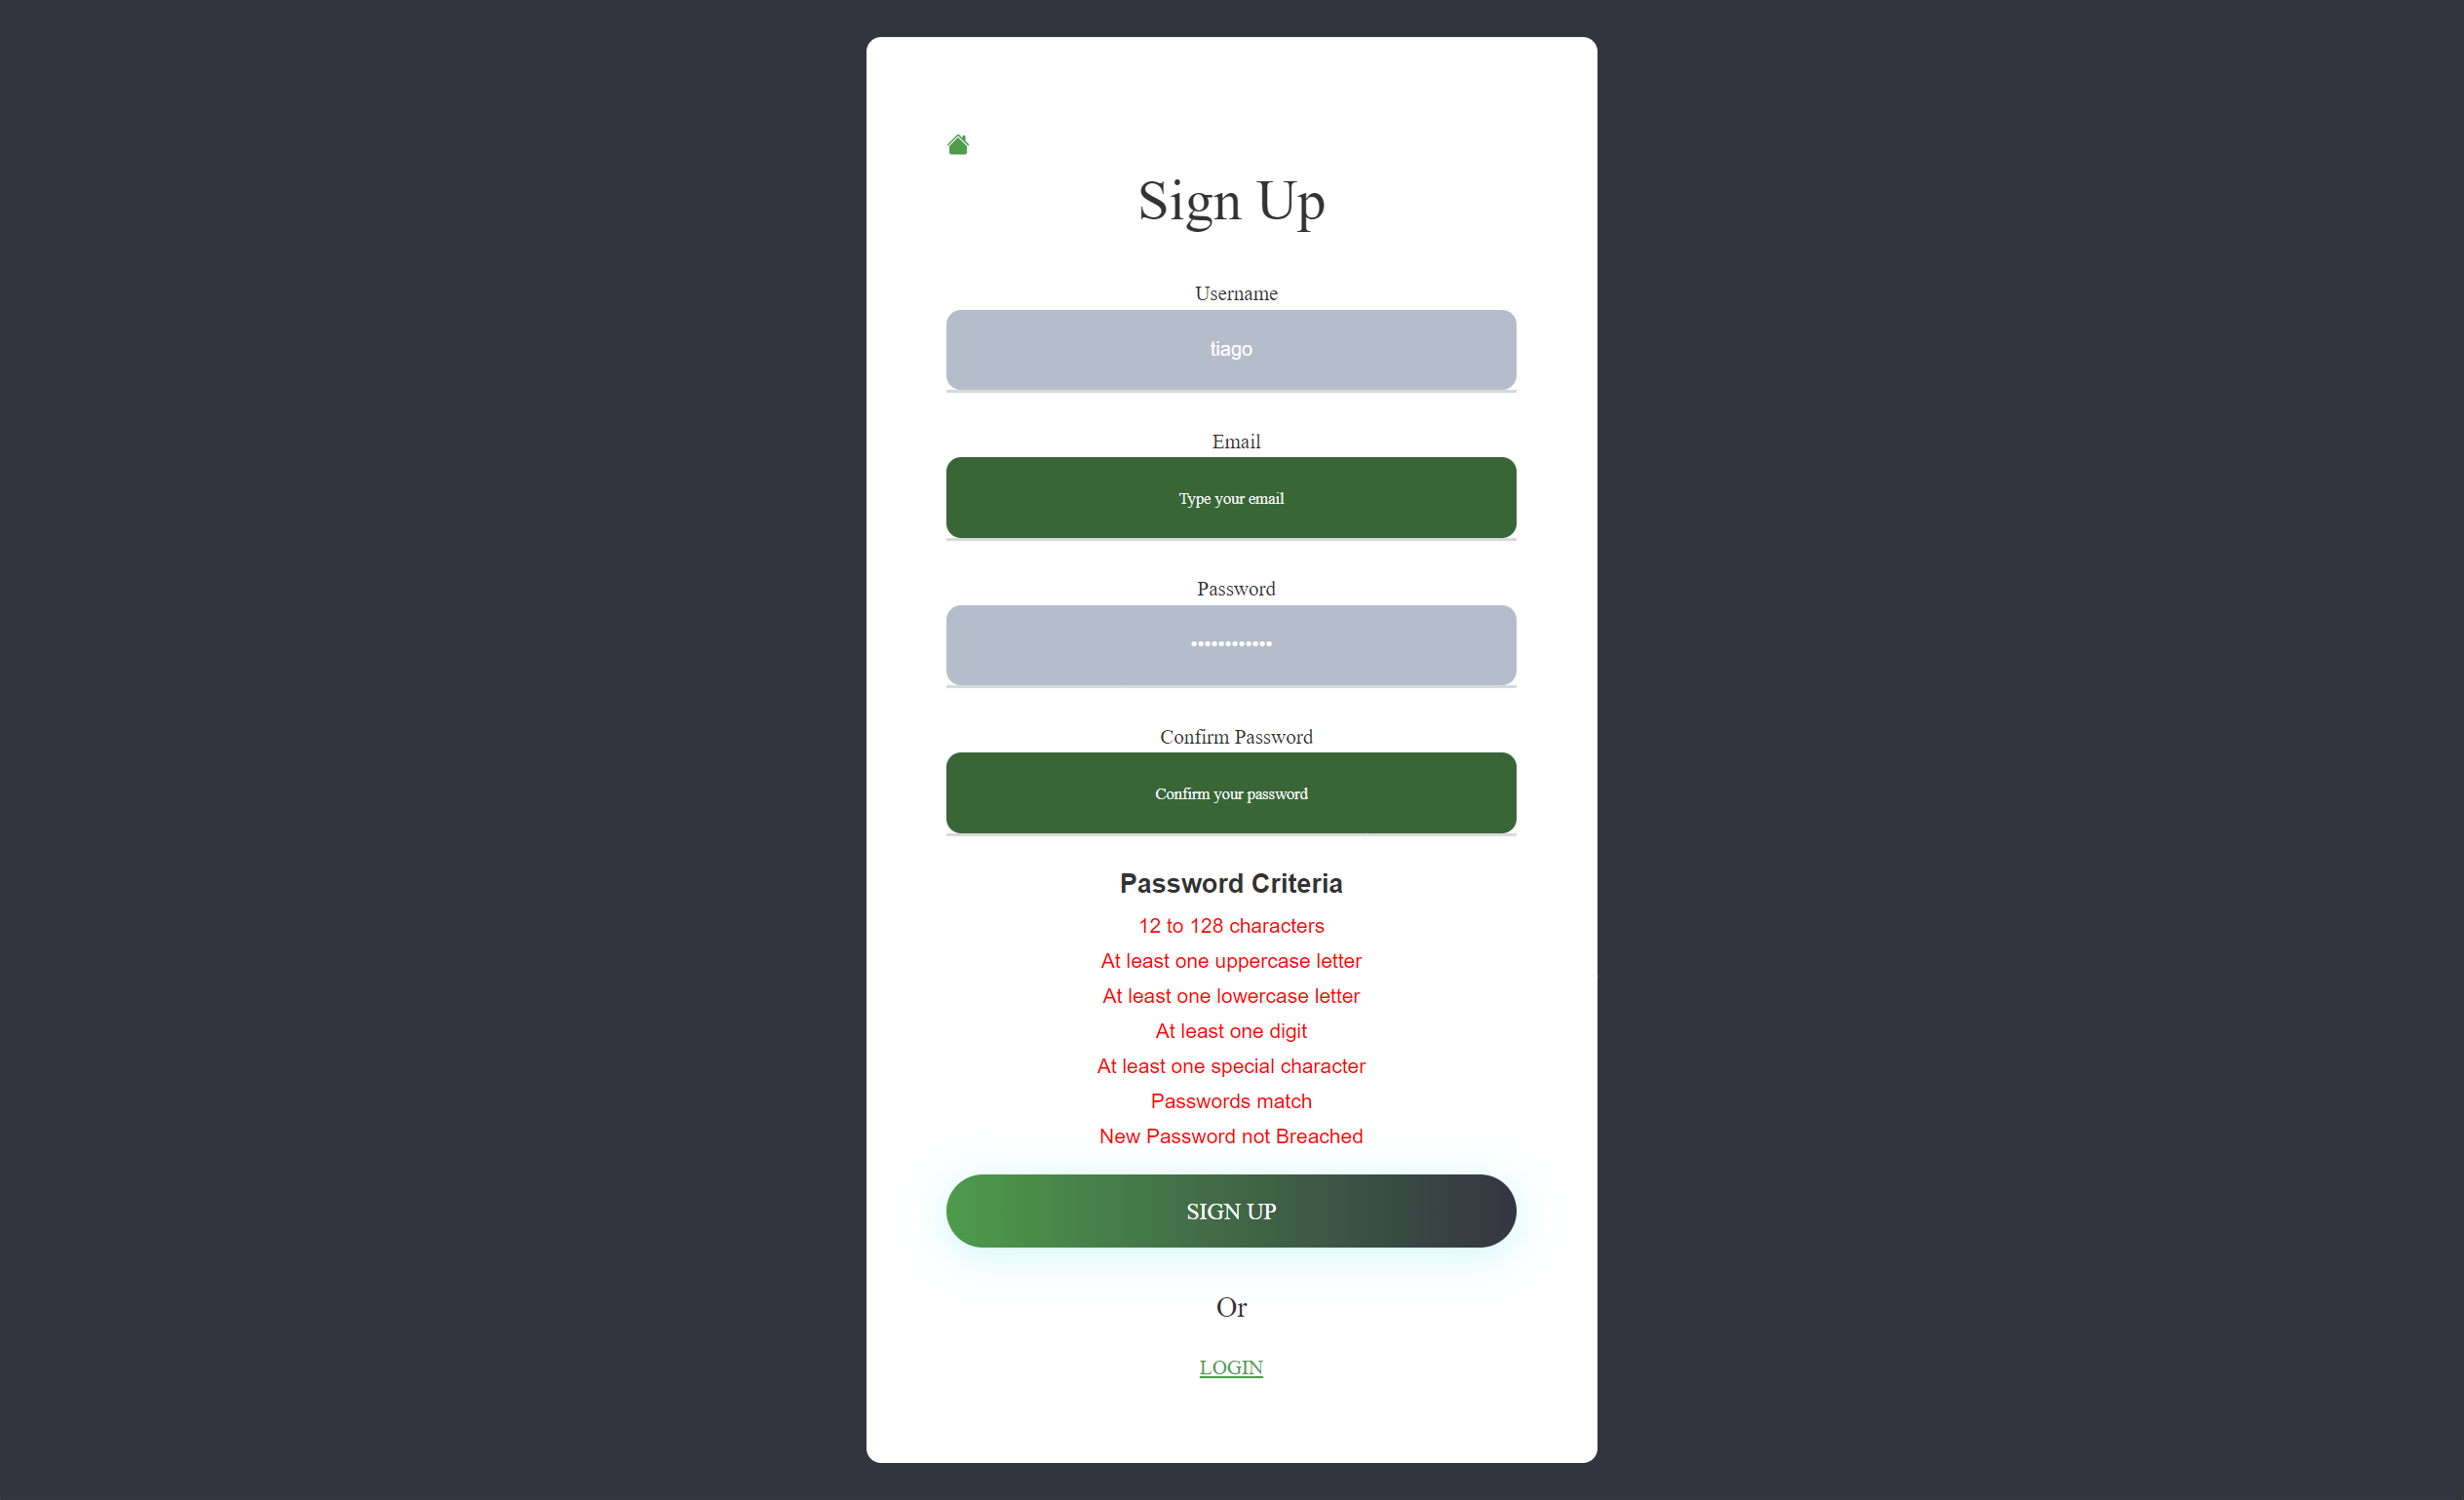 Sign Up
Username
tiago
Email
Type your email
Password
••••••••••••
Confirm Password
Confirm your password
Password Criteria
12 to 128 characters
At least one uppercase letter
At least one lowercase letter
At least one digit
At least one special character
Passwords match
New Password not Breached
SIGN UP
Or
LOGIN